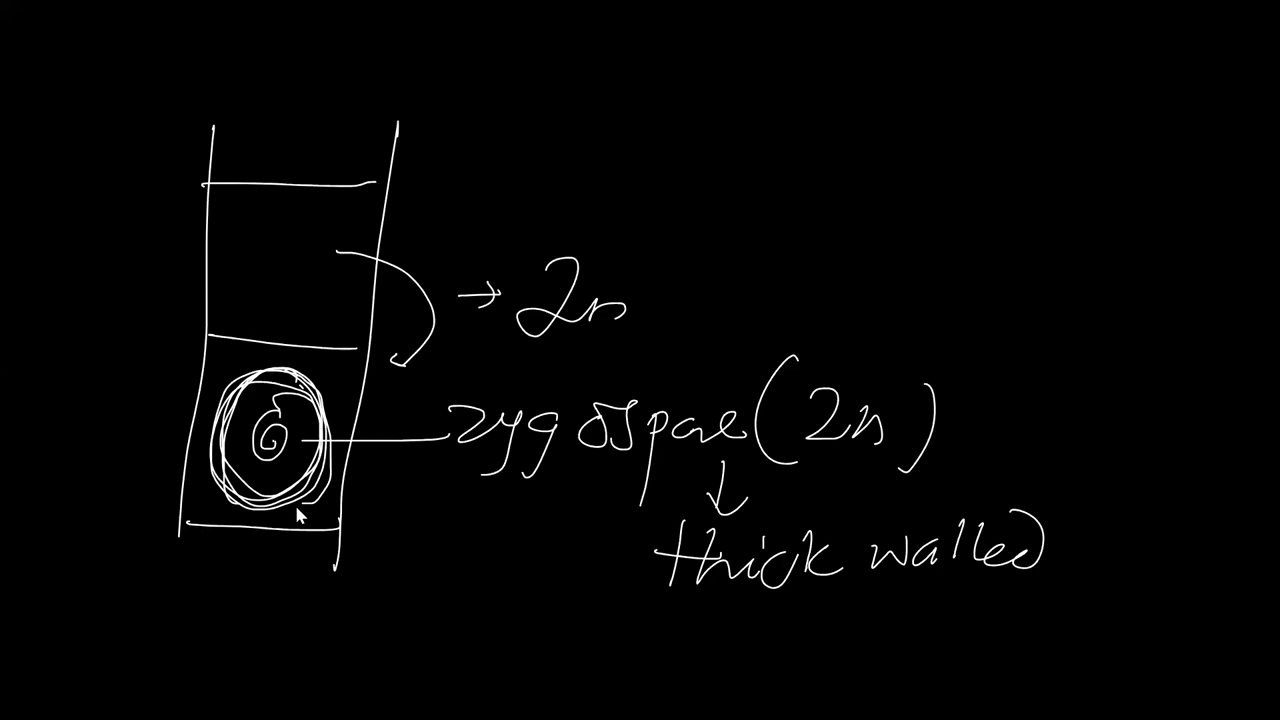 → 2n
zygospore (2n)
↓
thick walled